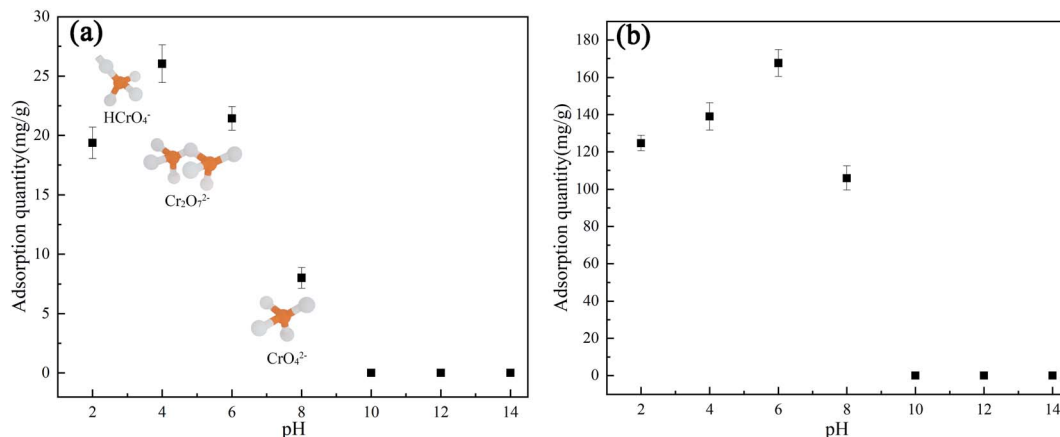 (a)
Adsorption quantity(mg/g)
30
25
20
15
10
5
0
HCrO₄⁻
Cr₂O₇²⁻
CrO₄²⁻
2 4 6 8 10 12 14
pH
(b)
Adsorption quantity(mg/g)
180
160
140
120
100
80
60
40
20
0
2 4 6 8 10 12 14
pH